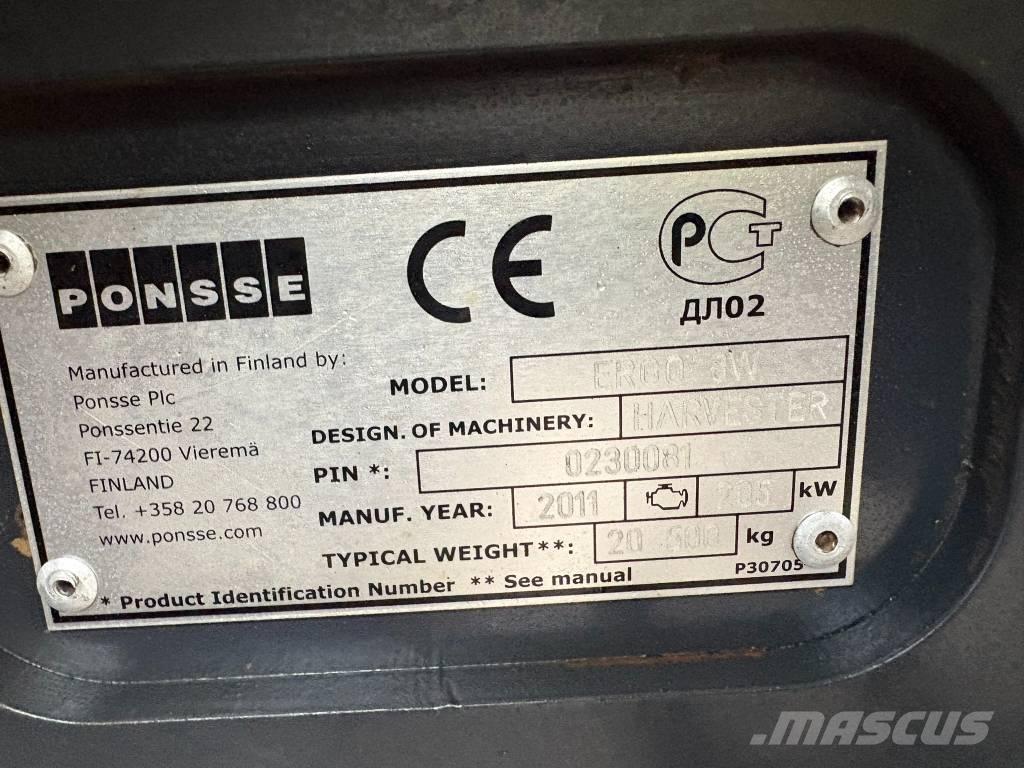 PONSSE
CE
PCT
ДЛ02
Manufactured in Finland by:
Ponsse Plc
Ponssentie 22
FI-74200 Vieremä
FINLAND
Tel. +358 20 768 800
www.ponsse.com
MODEL: ERGO 8W
DESIGN. OF MACHINERY: HARVESTER
PIN *: 0230081
MANUF. YEAR: 2011 205 kW
TYPICAL WEIGHT**: 20 500 kg
P30705
* Product Identification Number ** See manual
MASCUS